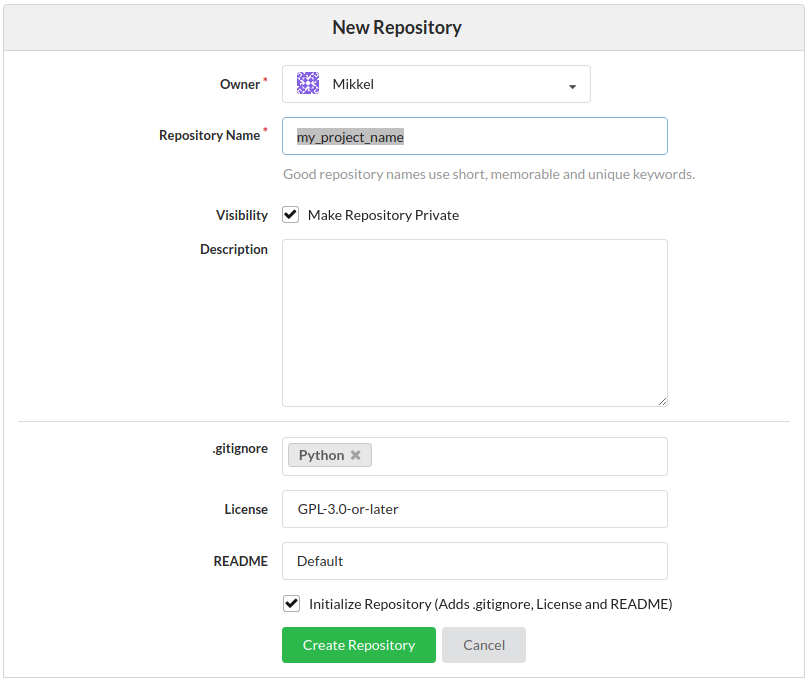 New Repository
Owner *
Mikkel
Repository Name *
my_project_name
Good repository names use short, memorable and unique keywords.
Visibility
Make Repository Private
Description
.gitignore
Python
License
GPL-3.0-or-later
README
Default
Initialize Repository (Adds .gitignore, License and README)
Create Repository
Cancel